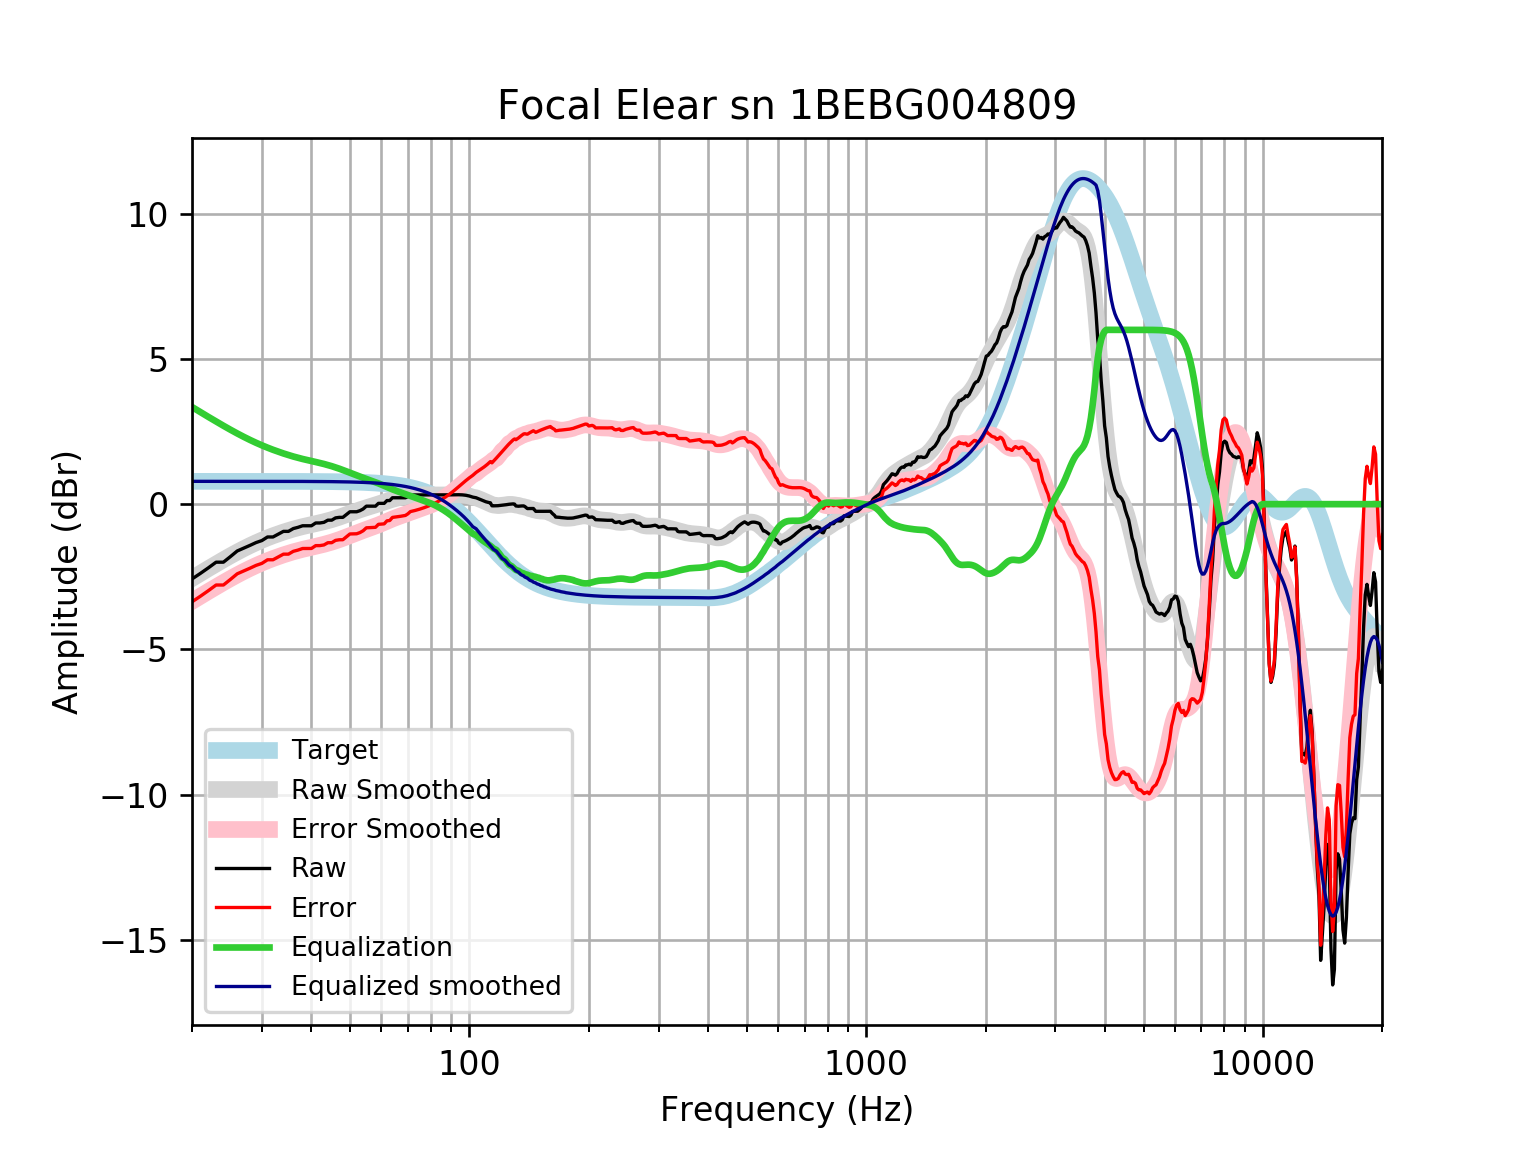 Focal Elear sn 1BEBG004809
Amplitude (dBr)
10
5
0
−5
−10
−15
Target
Raw Smoothed
Error Smoothed
Raw
Error
Equalization
Equalized smoothed
100 1000 10000
Frequency (Hz)